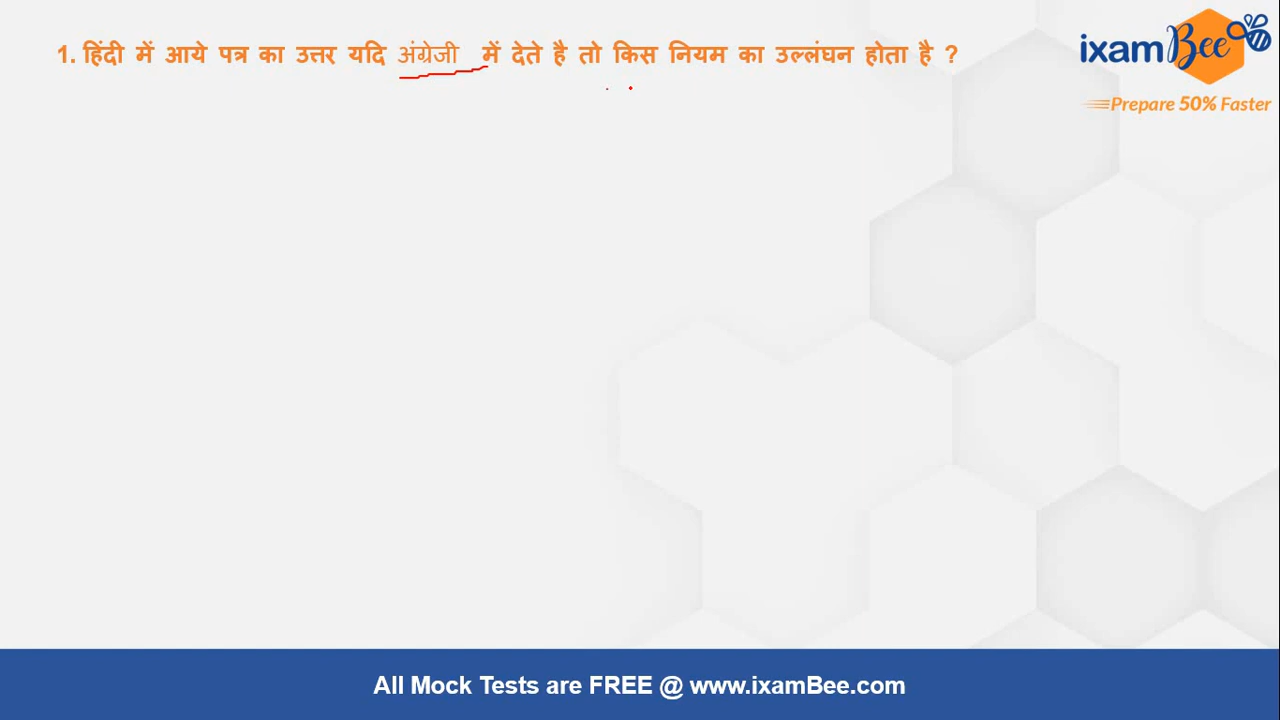 1. हिंदी में आये पत्र का उत्तर यदि अंग्रेजी में देते है तो किस नियम का उल्लंघन होता है ?
ixamBee
Prepare 50% Faster
All Mock Tests are FREE @ www.ixamBee.com